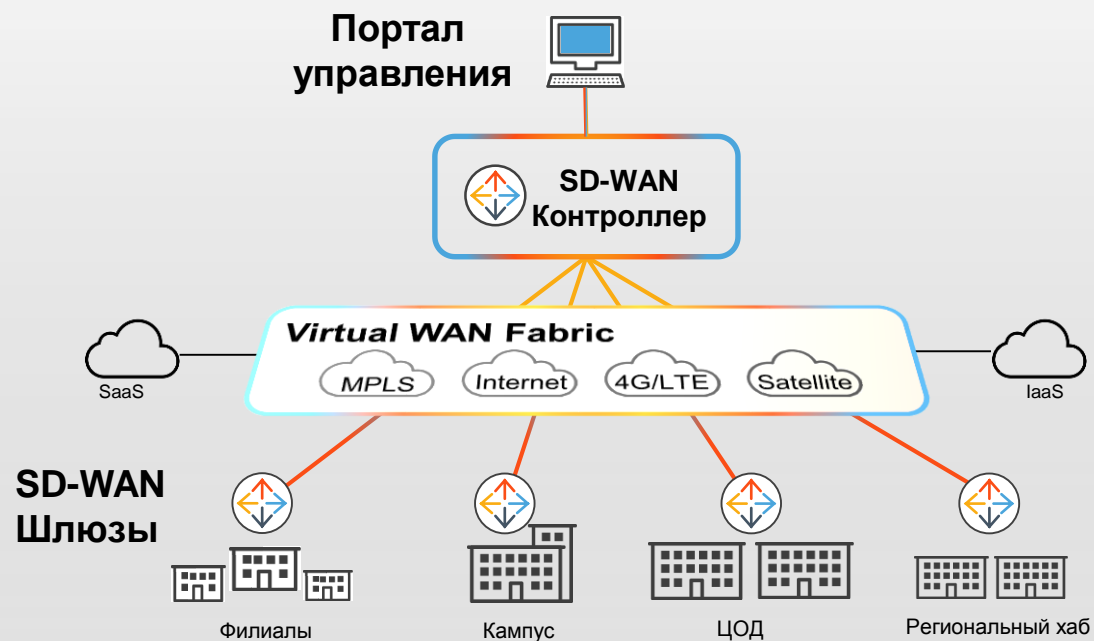 Портал
управления
SD-WAN
Контроллер
Virtual WAN Fabric
MPLS
Internet
4G/LTE
Satellite
SaaS
IaaS
SD-WAN
Шлюзы
Филиалы
Кампус
ЦОД
Региональный хаб